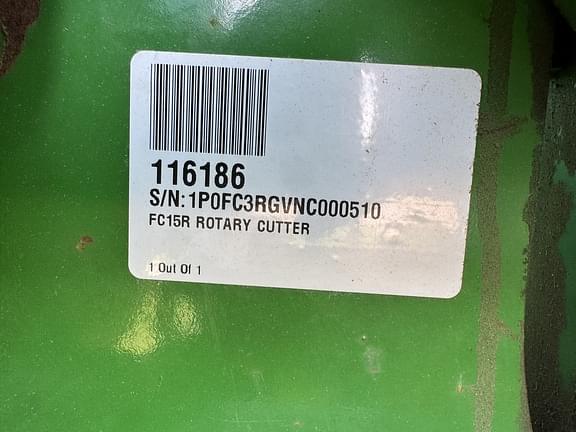 116186
S/N: 1P0FC3RGVNC000510
FC15R ROTARY CUTTER
1 Out Of 1